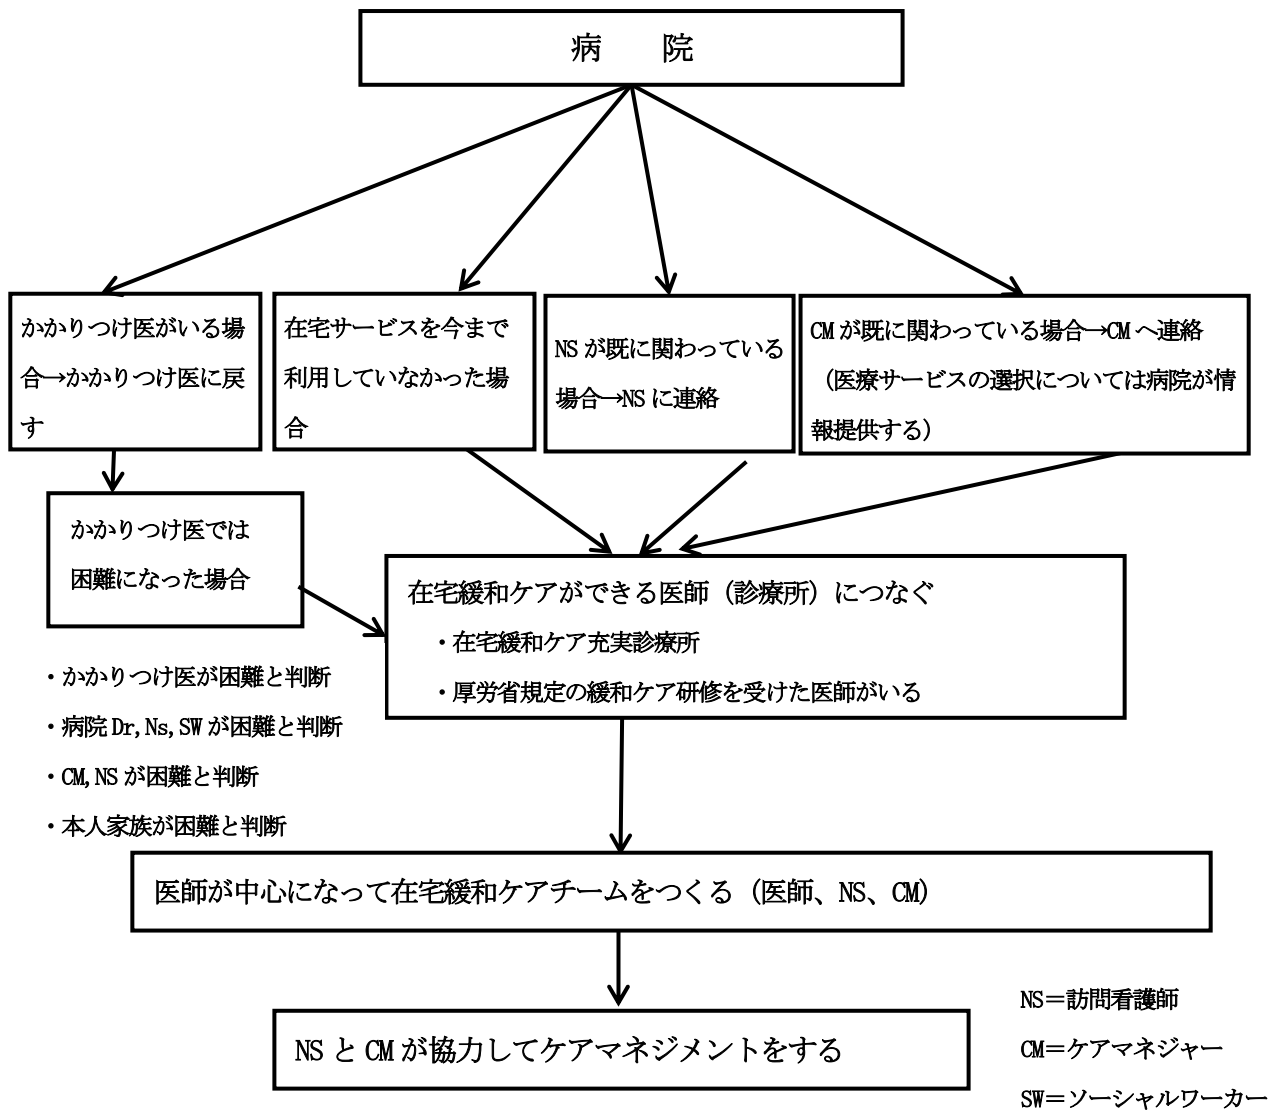 病　　院
かかりつけ医がいる場
合→かかりつけ医に戻
す
在宅サービスを今まで
利用していなかった場
合
NS が既に関わっている
場合→NS に連絡
CM が既に関わっている場合→CM へ連絡
（医療サービスの選択については病院が情
報提供する）
かかりつけ医では
困難になった場合
在宅緩和ケアができる医師（診療所）につなぐ
・在宅緩和ケア充実診療所
・厚労省規定の緩和ケア研修を受けた医師がいる
・かかりつけ医が困難と判断
・病院 Dr,Ns,SW が困難と判断
・CM,NS が困難と判断
・本人家族が困難と判断
医師が中心になって在宅緩和ケアチームをつくる（医師、NS、CM）
NS と CM が協力してケアマネジメントをする
NS＝訪問看護師
CM＝ケアマネジャー
SW＝ソーシャルワーカー